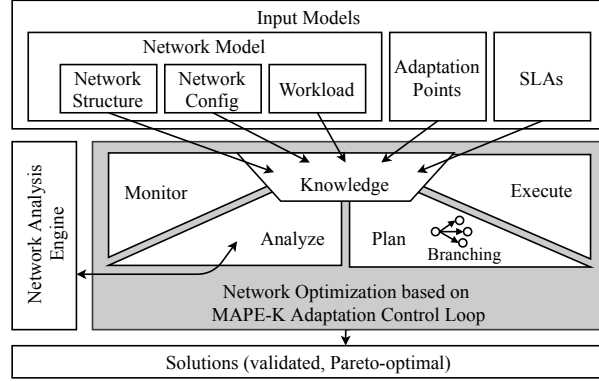 Input Models
Network Model
Network
Structure
Network
Config
Workload
Adaptation
Points
SLAs
Network Analysis
Engine
Monitor
Knowledge
Execute
Analyze
Plan
Branching
Network Optimization based on
MAPE-K Adaptation Control Loop
Solutions (validated, Pareto-optimal)